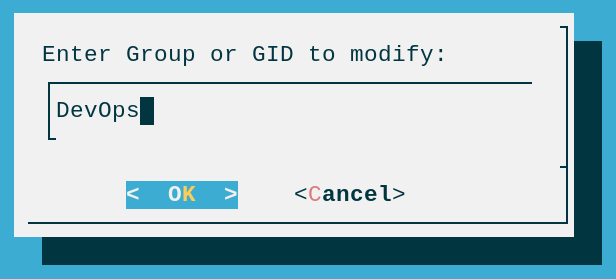 Enter Group or GID to modify:
DevOps
<  OK  >    <Cancel>